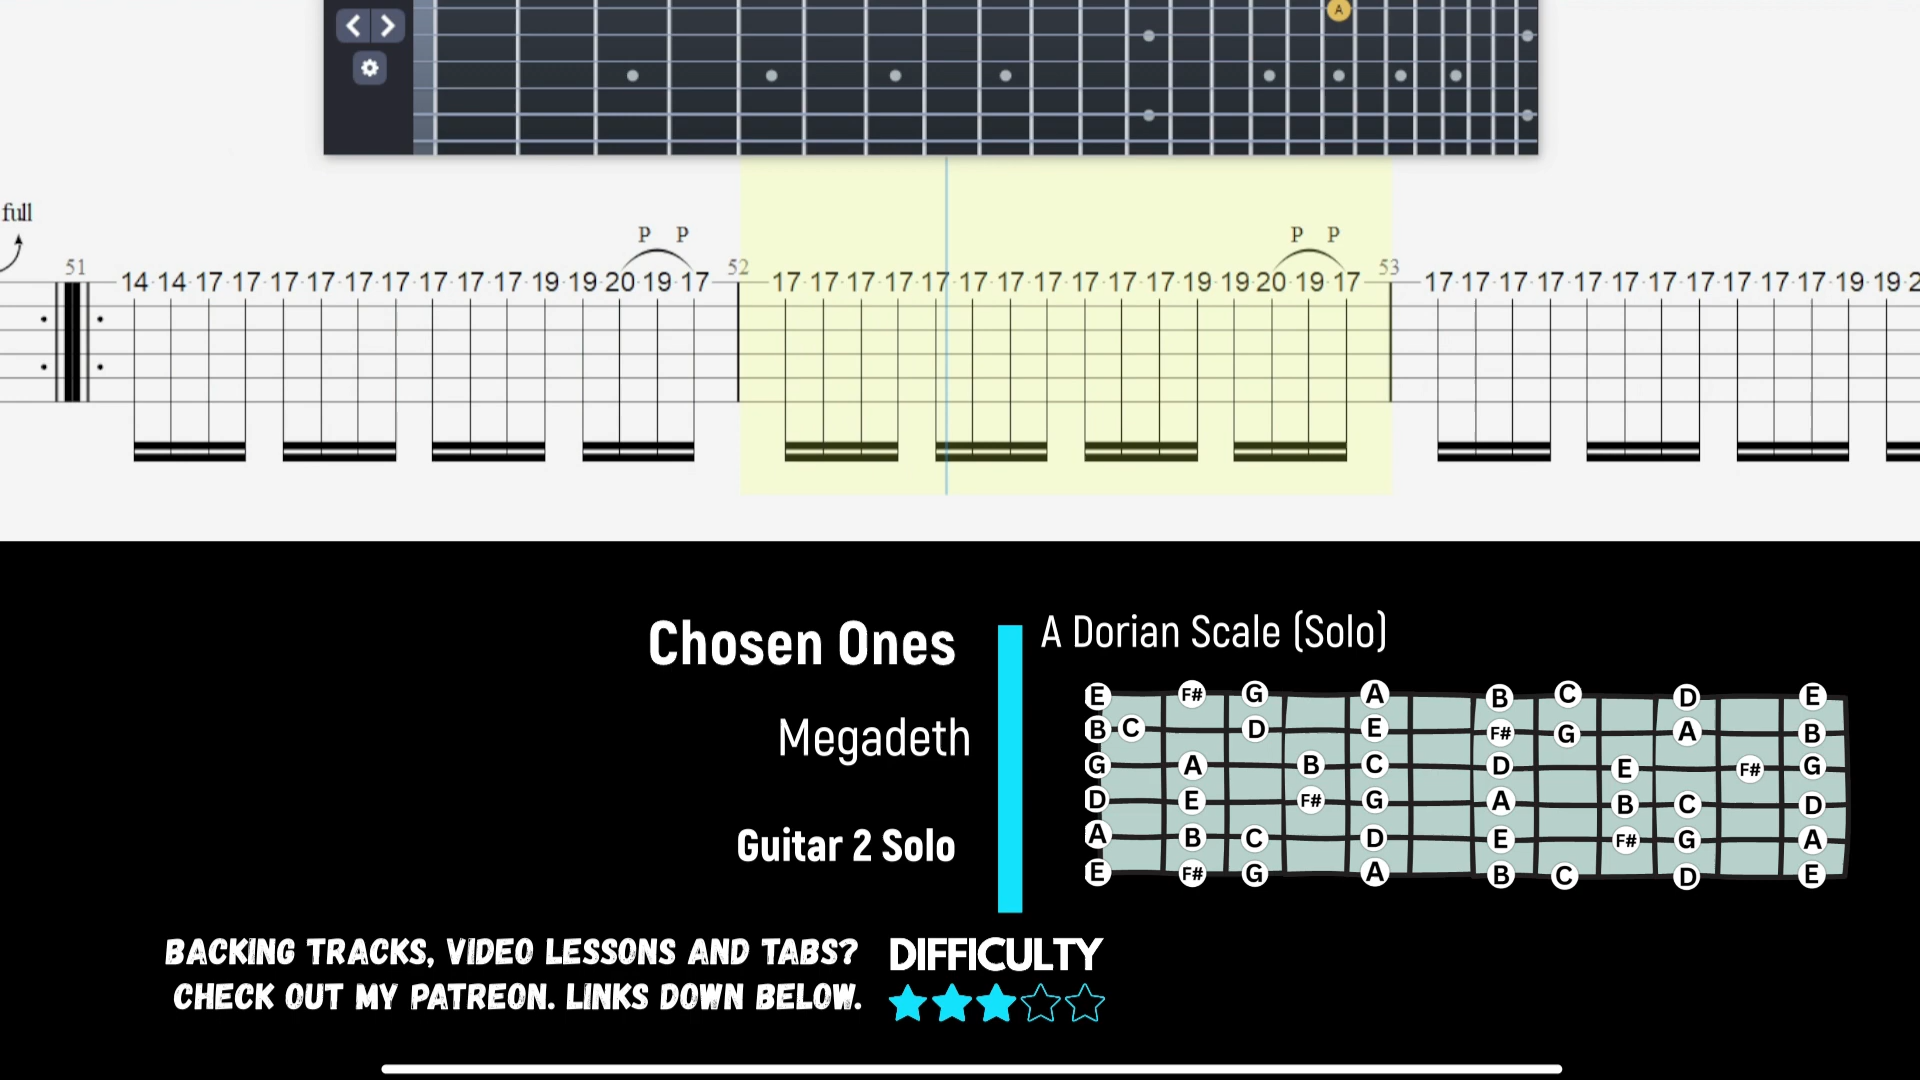 A
full
P P
P P
51
14 14 17 17 17 17 17 17 17 17 17 19 19 20 19 17
52
17 17 17 17 17 17 17 17 17 17 17 19 19 20 19 17
53
17 17 17 17 17 17 17 17 17 17 17 19 19 2
Chosen Ones
Megadeth
Guitar 2 Solo
A Dorian Scale (Solo)
E F# G A B C D E
B C D E F# G A B
G A B C D E F# G
D E F# G A B C D
A B C D E F# G A
E F# G A B C D E
BACKING TRACKS, VIDEO LESSONS AND TABS?
CHECK OUT MY PATREON. LINKS DOWN BELOW.
DIFFICULTY